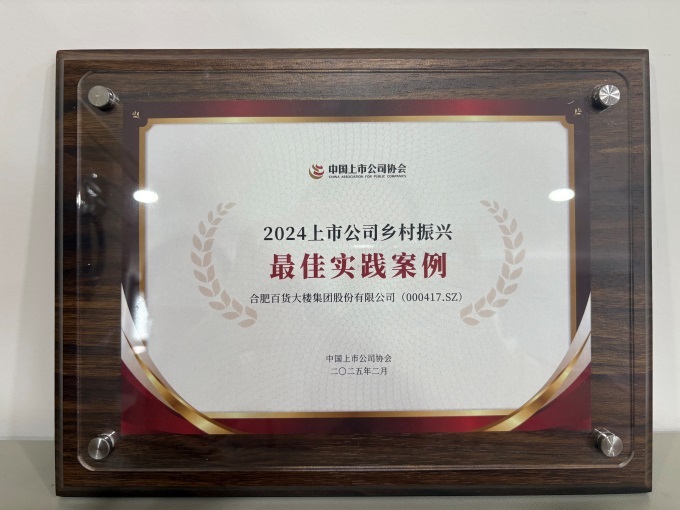 中国上市公司协会
CHINA ASSOCIATION FOR PUBLIC COMPANIES
2024上市公司乡村振兴
最佳实践案例
合肥百货大楼集团股份有限公司（000417.SZ）
中国上市公司协会
二〇二五年二月